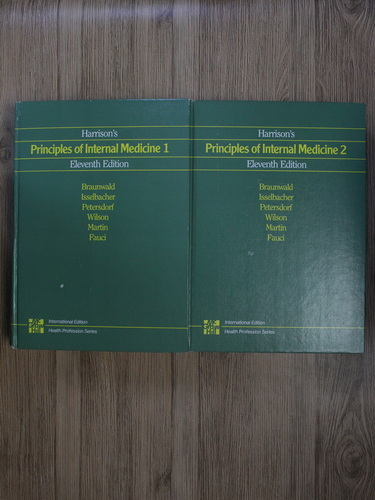 Harrison's
Principles of Internal Medicine 1
Eleventh Edition
Braunwald
Isselbacher
Petersdorf
Wilson
Martin
Fauci
International Edition
Health Profession Series
Harrison's
Principles of Internal Medicine 2
Eleventh Edition
Braunwald
Isselbacher
Petersdorf
Wilson
Martin
Fauci
International Edition
Health Profession Series